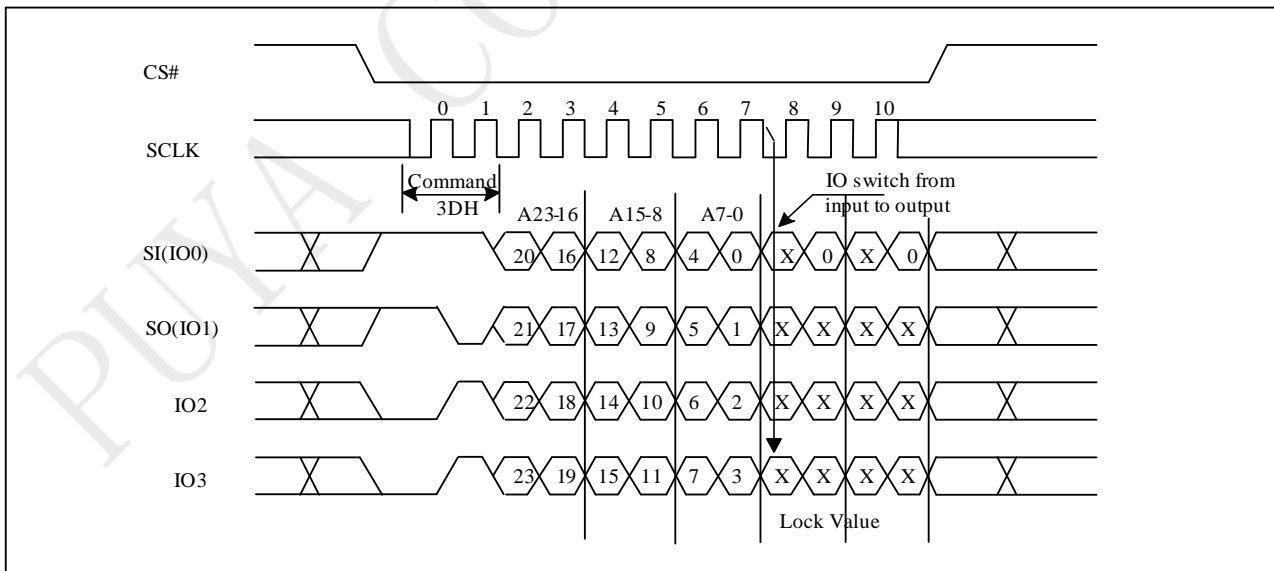 PUYA CO
CS#
0 1 2 3 4 5 6 7 8 9 10
SCLK
Command
3DH
IO switch from
input to output
A23-16 A15-8 A7-0
SI(IO0) 20 16 12 8 4 0 X 0 X 0
SO(IO1) 21 17 13 9 5 1 X X X X
IO2 22 18 14 10 6 2 X X X X
IO3 23 19 15 11 7 3 X X X X
Lock Value